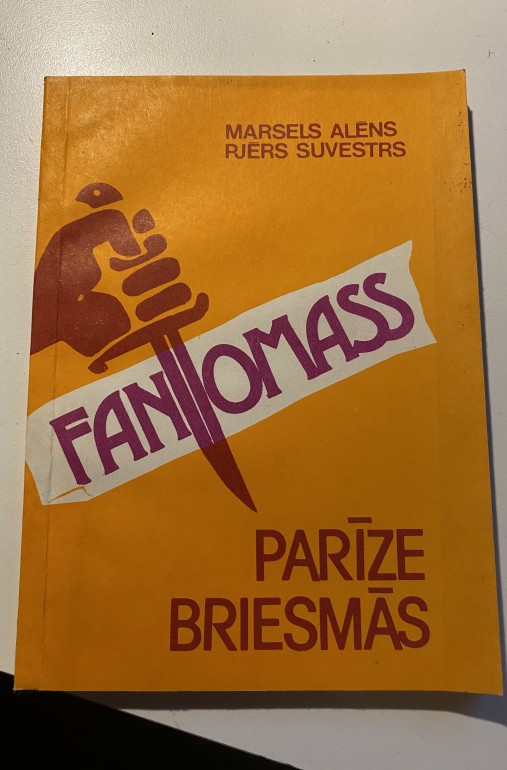 MARSELS ALĒNS
PJĒRS SUVESTRS
FANTOMASS
PARĪZE
BRIESMĀS